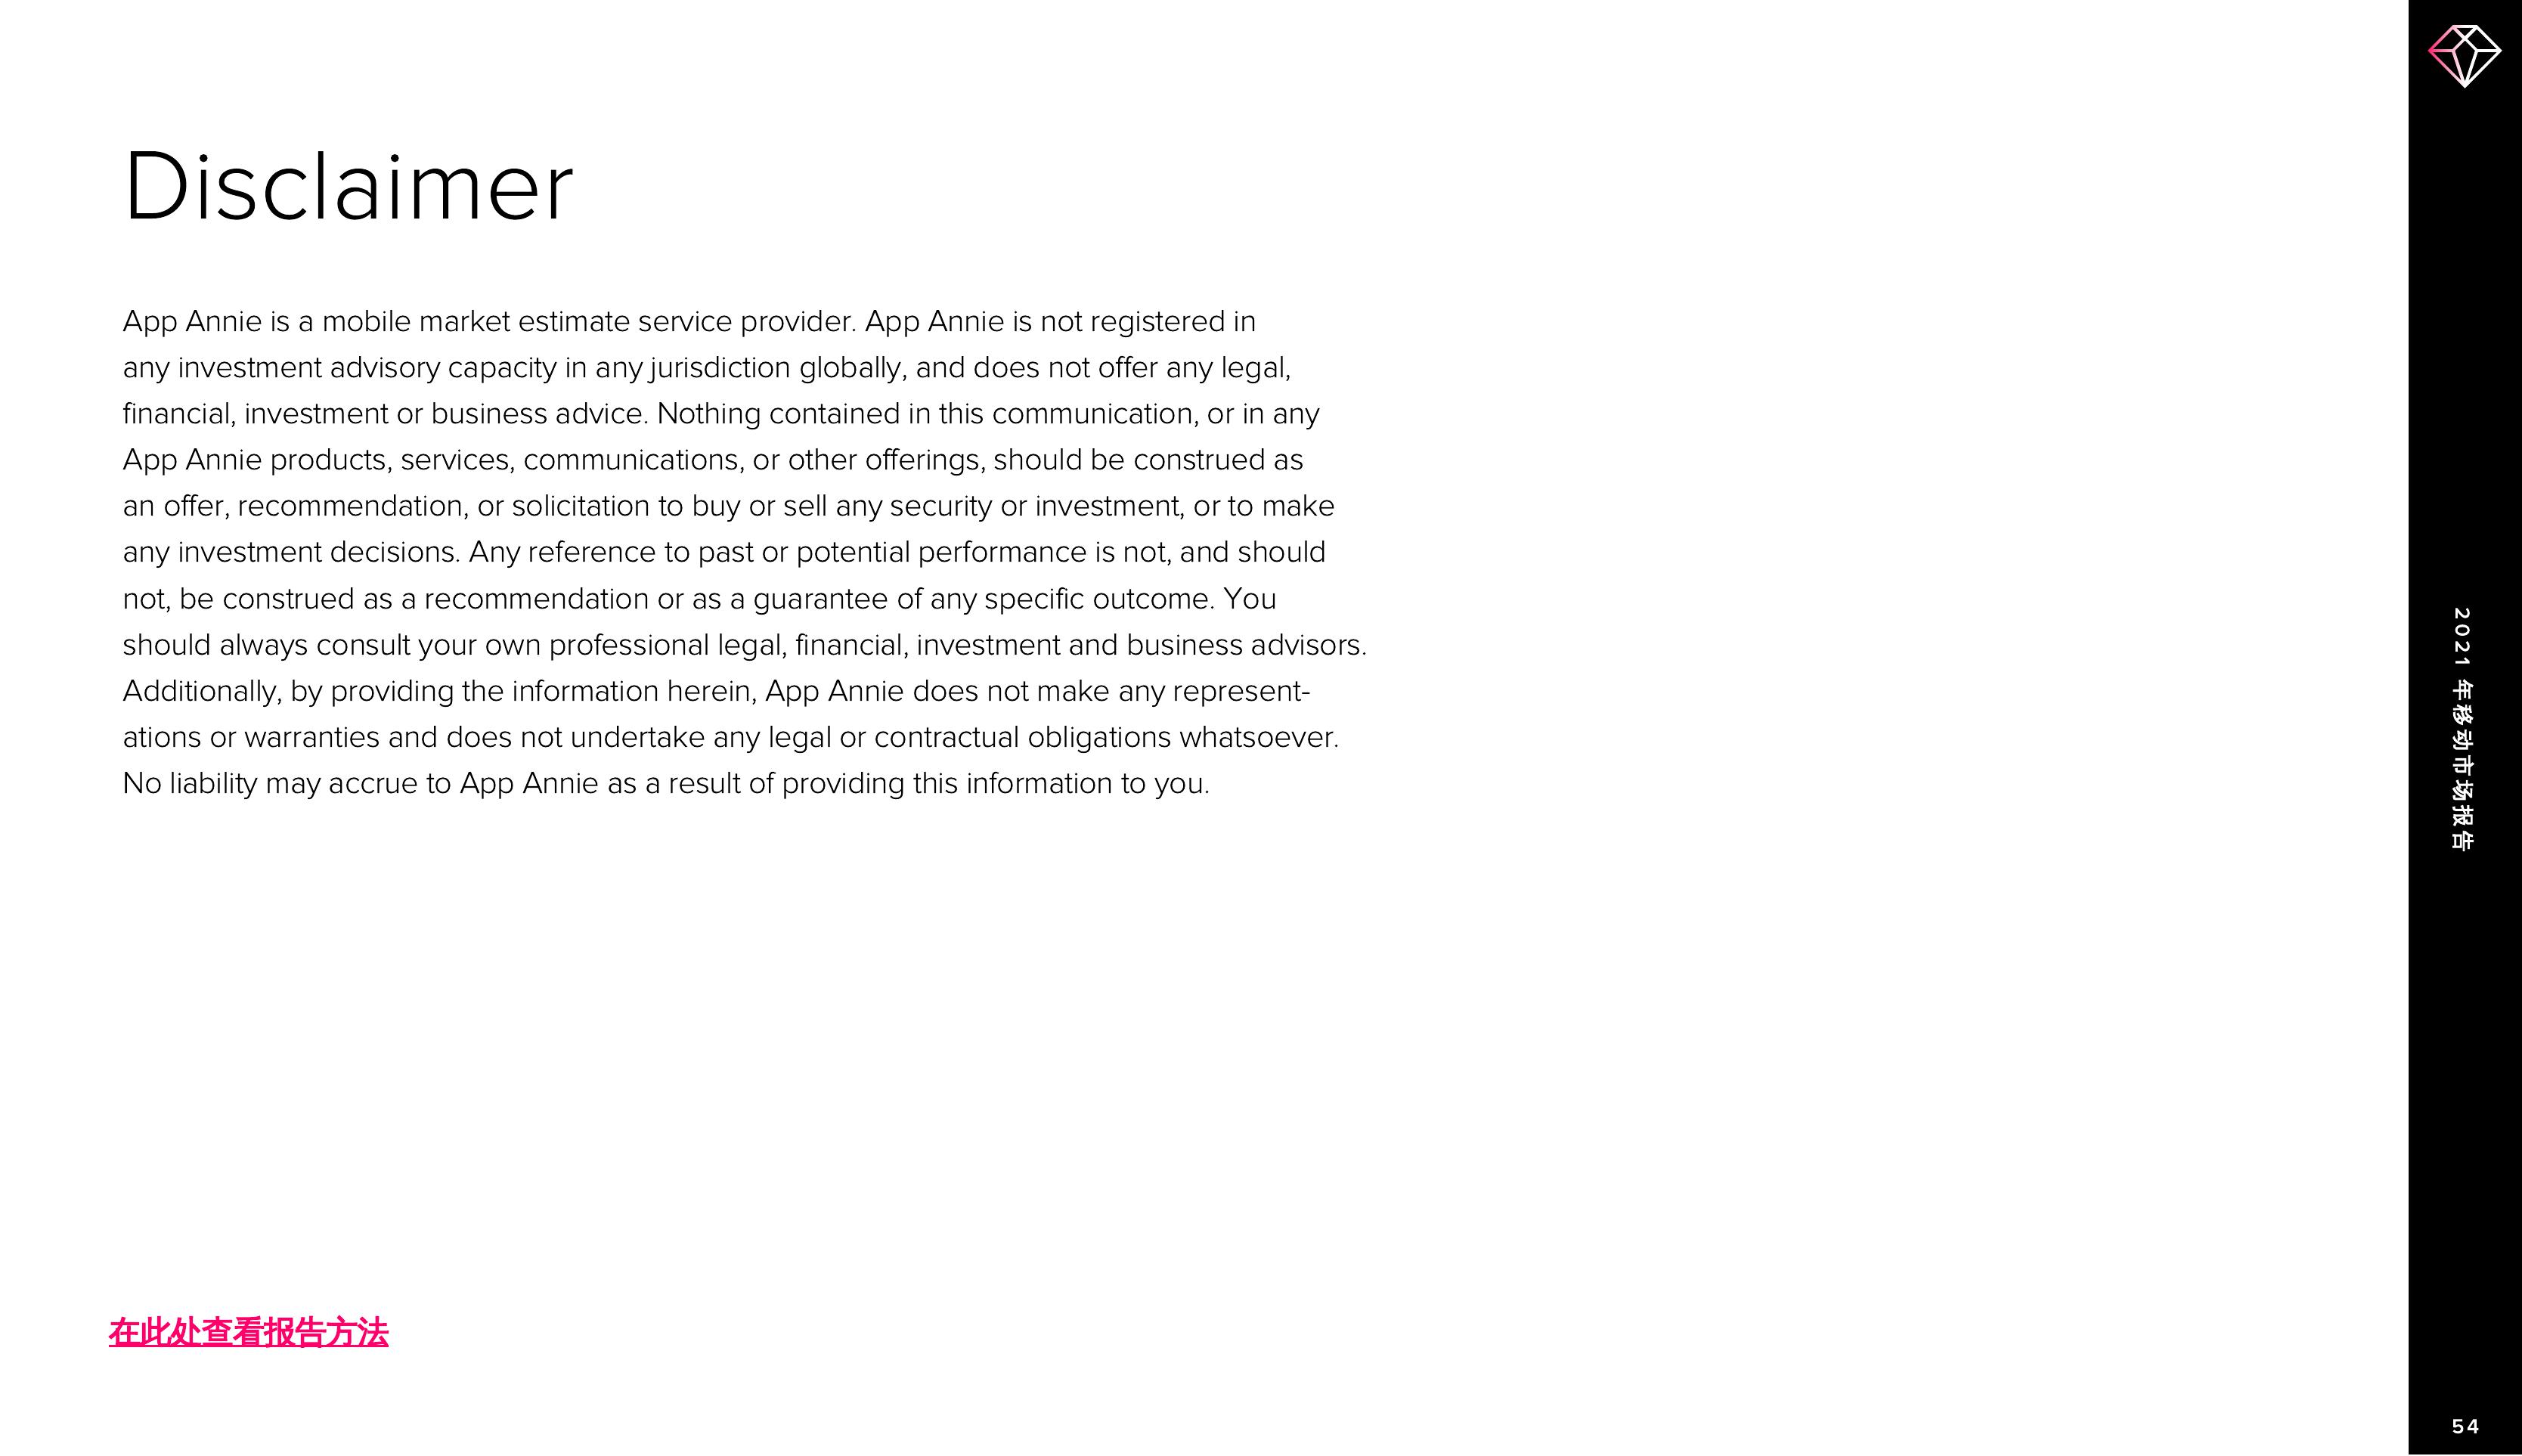 Disclaimer
App Annie is a mobile market estimate service provider. App Annie is not registered in
any investment advisory capacity in any jurisdiction globally, and does not offer any legal,
financial, investment or business advice. Nothing contained in this communication, or in any
App Annie products, services, communications, or other offerings, should be construed as
an offer, recommendation, or solicitation to buy or sell any security or investment, or to make
any investment decisions. Any reference to past or potential performance is not, and should
not, be construed as a recommendation or as a guarantee of any specific outcome. You
should always consult your own professional legal, financial, investment and business advisors.
Additionally, by providing the information herein, App Annie does not make any represent-
ations or warranties and does not undertake any legal or contractual obligations whatsoever.
No liability may accrue to App Annie as a result of providing this information to you.
在此处查看报告方法
2021 年移动市场报告
54